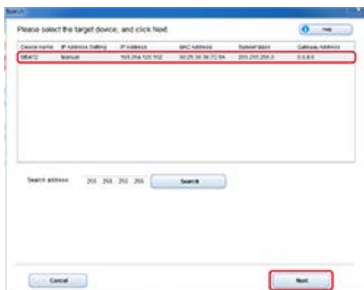 Search
Please select the target device, and click Next.
Help
Device name IP Address Setting IP Address MAC Address Subnet Mask Gateway Address
Manual 255.255.255.0 0.0.0.0
Search address 255 255 255 255 Search
Cancel Next